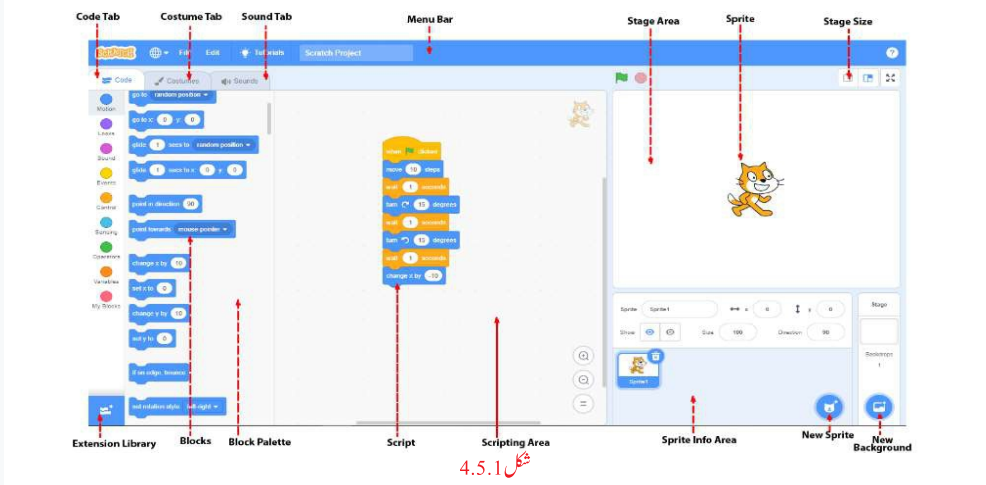 Code Tab Costume Tab Sound Tab Menu Bar Stage Area Sprite Stage Size
File Edit Tutorials Scratch Project ?
Code Costumes Sounds
Motion
Looks
Sound
Events
Control
Sensing
Operators
Variables
My Blocks
go to random position
go to x: 0 y: 0
glide 1 secs to random position
glide 1 secs to x: 0 y: 0
point in direction 90
point towards mouse-pointer
change x by 10
set x to 0
change y by 10
set y to 0
if on edge, bounce
set rotation style left-right
when clicked
move 10 steps
wait 1 seconds
turn 15 degrees
wait 1 seconds
turn 15 degrees
wait 1 seconds
change x by -10
Sprite Sprite1 x 0 y 0
Show Size 100 Direction 90
Sprite1
Stage
Backdrops
1
Extension Library Blocks Block Palette Script Scripting Area Sprite Info Area New Sprite New Background
شکل 4.5.1